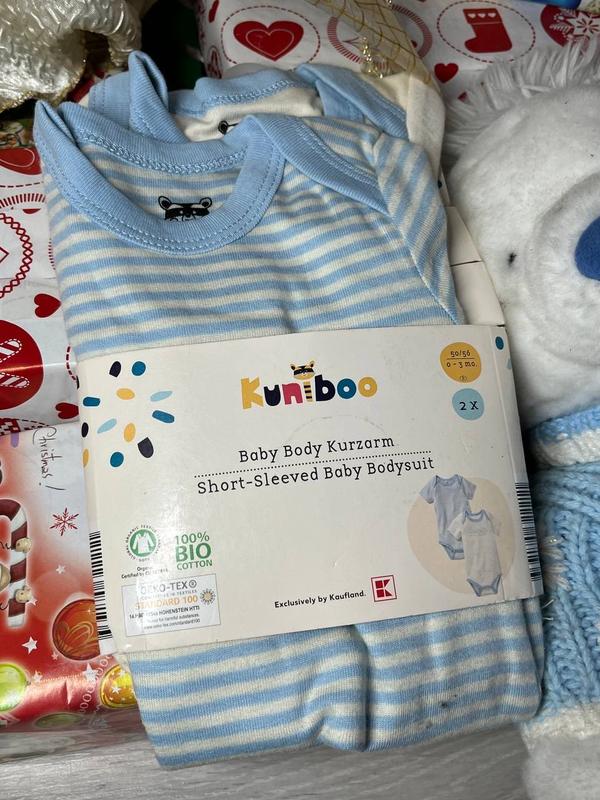 Kuniboo
50/56
0 - 3 mo.
2 X
Baby Body Kurzarm
Short-Sleeved Baby Bodysuit
100%
BIO
COTTON
Organic
OEKO-TEX®
STANDARD 100
Exclusively by Kaufland.
K
Christmas!